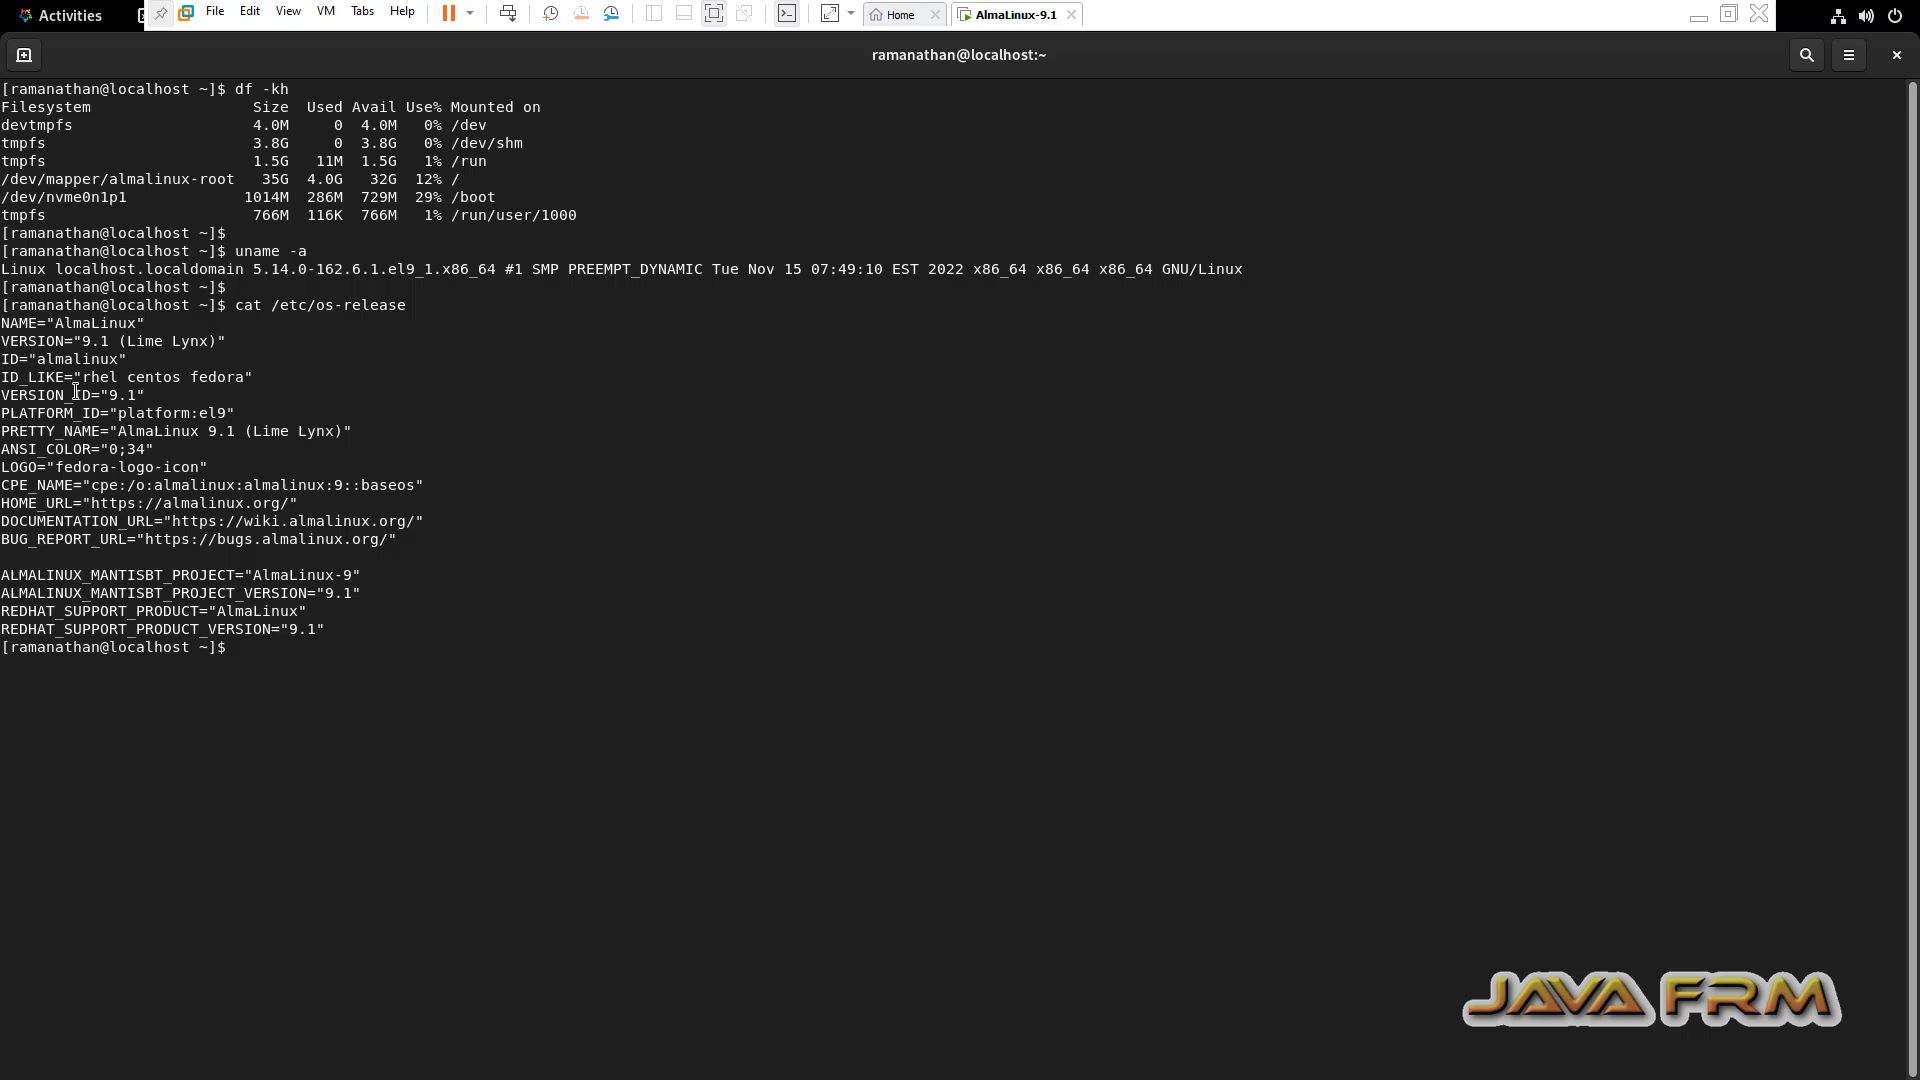 Activities
File Edit View VM Tabs Help
Home
AlmaLinux-9.1
ramanathan@localhost:~
[ramanathan@localhost ~]$ df -kh
Filesystem                  Size  Used Avail Use% Mounted on
devtmpfs                    4.0M     0  4.0M   0% /dev
tmpfs                       3.8G     0  3.8G   0% /dev/shm
tmpfs                       1.5G   11M  1.5G   1% /run
/dev/mapper/almalinux-root   35G  4.0G   32G  12% /
/dev/nvme0n1p1             1014M  286M  729M  29% /boot
tmpfs                       766M  116K  766M   1% /run/user/1000
[ramanathan@localhost ~]$
[ramanathan@localhost ~]$ uname -a
Linux localhost.localdomain 5.14.0-162.6.1.el9_1.x86_64 #1 SMP PREEMPT_DYNAMIC Tue Nov 15 07:49:10 EST 2022 x86_64 x86_64 x86_64 GNU/Linux
[ramanathan@localhost ~]$
[ramanathan@localhost ~]$ cat /etc/os-release
NAME="AlmaLinux"
VERSION="9.1 (Lime Lynx)"
ID="almalinux"
ID_LIKE="rhel centos fedora"
VERSION_ID="9.1"
PLATFORM_ID="platform:el9"
PRETTY_NAME="AlmaLinux 9.1 (Lime Lynx)"
ANSI_COLOR="0;34"
LOGO="fedora-logo-icon"
CPE_NAME="cpe:/o:almalinux:almalinux:9::baseos"
HOME_URL="https://almalinux.org/"
DOCUMENTATION_URL="https://wiki.almalinux.org/"
BUG_REPORT_URL="https://bugs.almalinux.org/"

ALMALINUX_MANTISBT_PROJECT="AlmaLinux-9"
ALMALINUX_MANTISBT_PROJECT_VERSION="9.1"
REDHAT_SUPPORT_PRODUCT="AlmaLinux"
REDHAT_SUPPORT_PRODUCT_VERSION="9.1"
[ramanathan@localhost ~]$
JAVA FRM